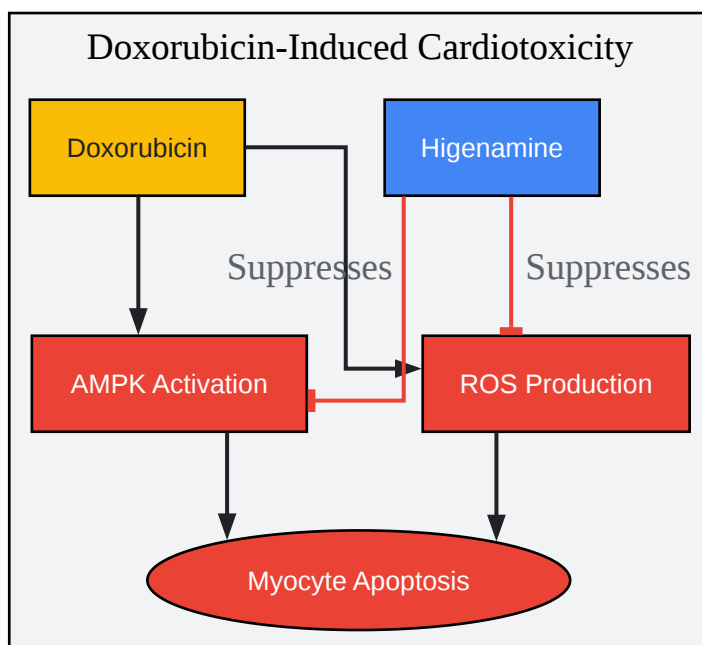 Doxorubicin-Induced Cardiotoxicity
Doxorubicin
Higenamine
Suppresses
Suppresses
AMPK Activation
ROS Production
Myocyte Apoptosis